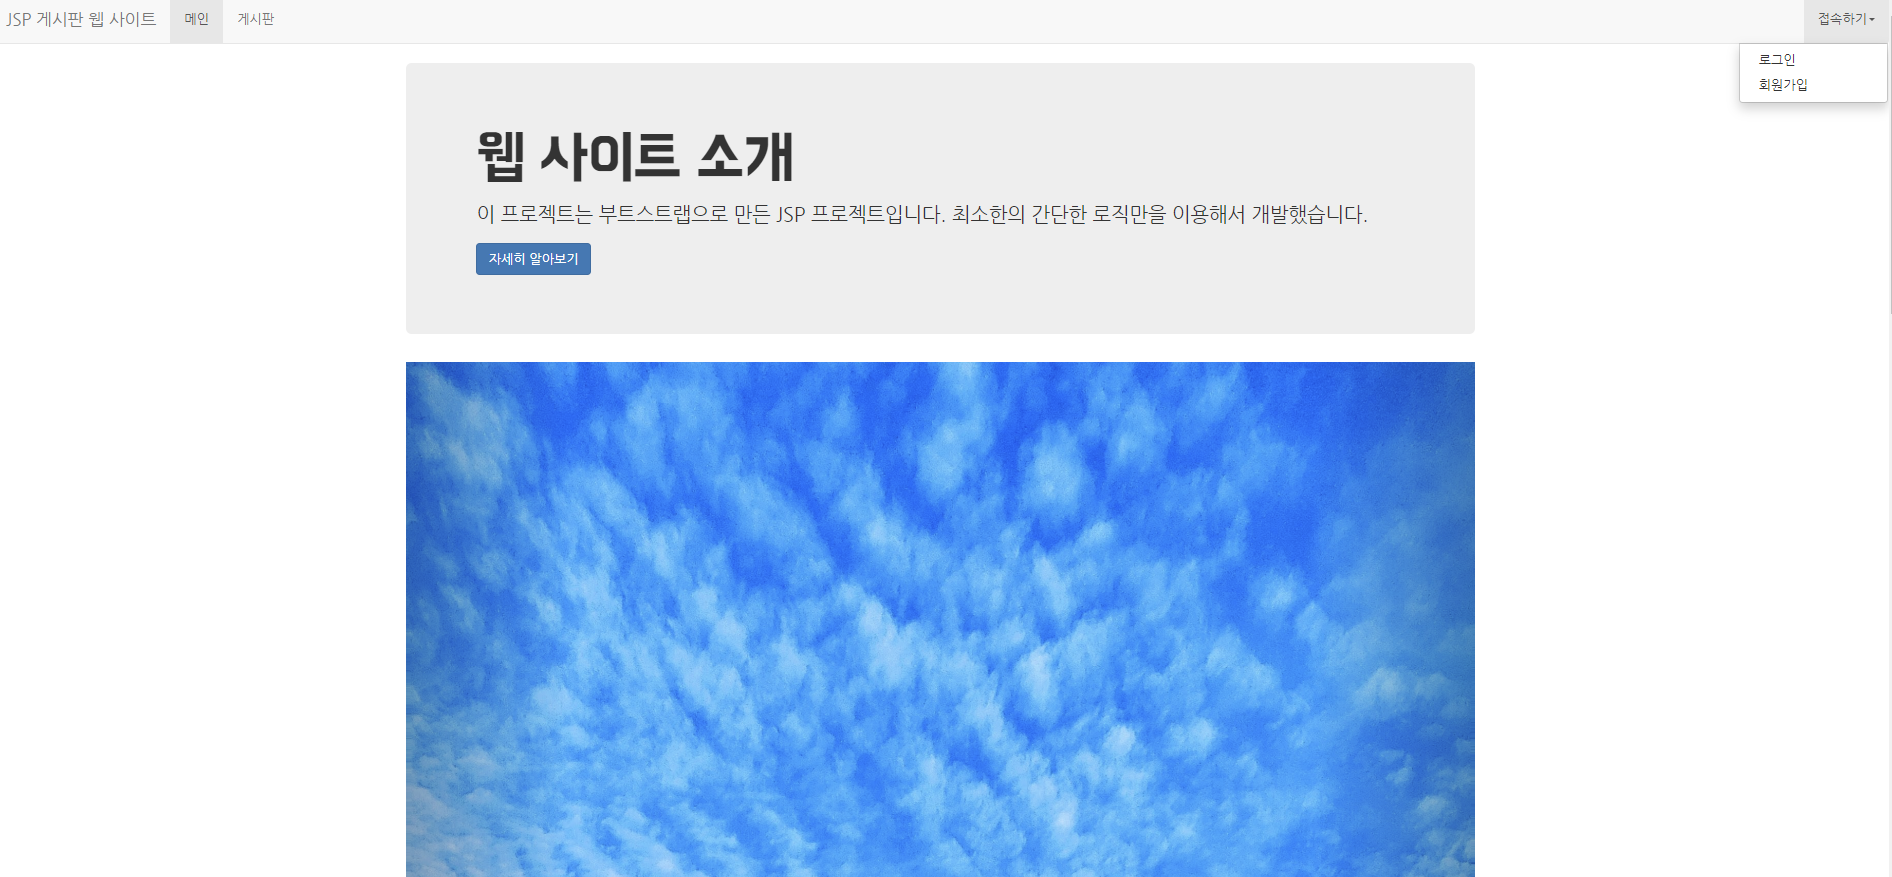 JSP 게시판 웹 사이트 메인 게시판 접속하기
로그인
회원가입
웹 사이트 소개
이 프로젝트는 부트스트랩으로 만든 JSP 프로젝트입니다. 최소한의 간단한 로직만을 이용해서 개발했습니다.
자세히 알아보기